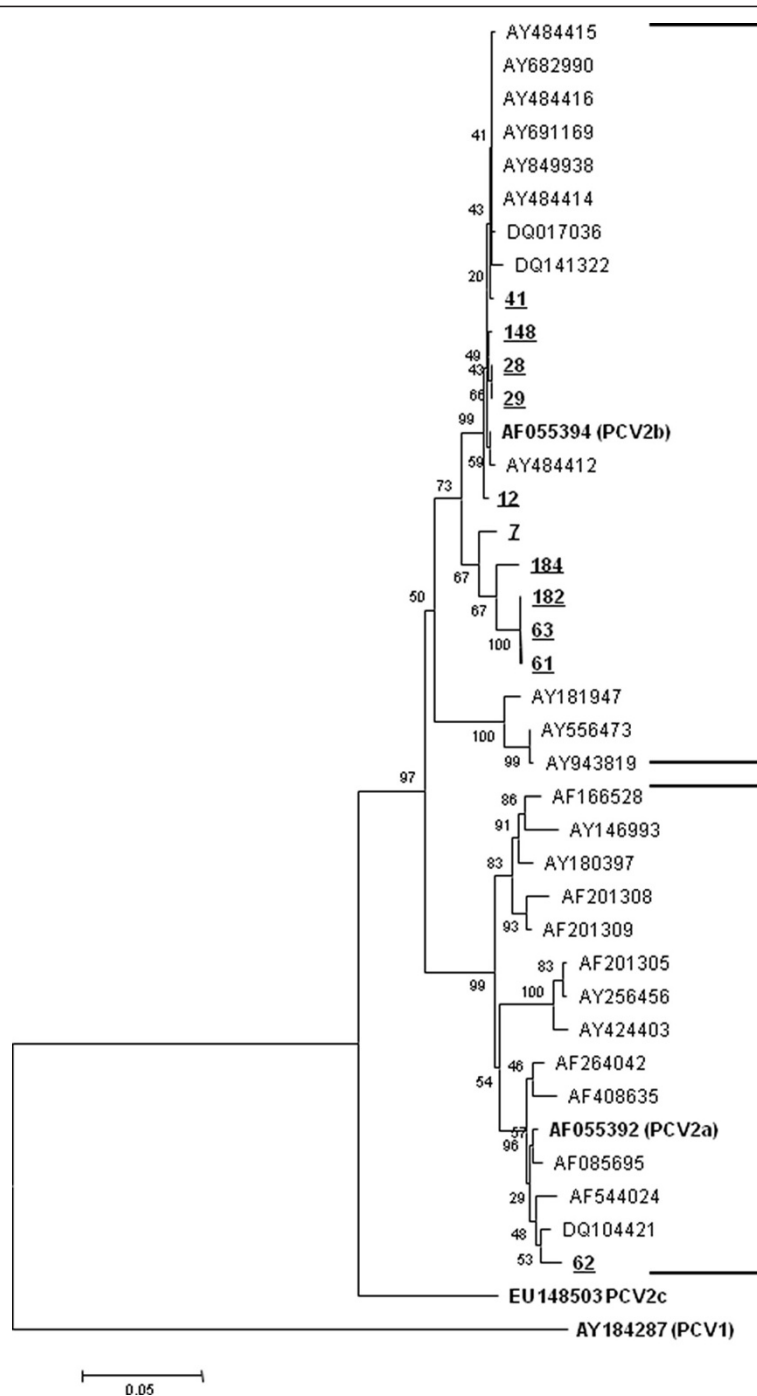 AY484415
AY682990
AY484416
41
AY691169
AY849938
AY484414
43
DQ017036
DQ141322
20
41
148
49
28
43
66
29
99
AF055394 (PCV2b)
59
AY484412
73
12
7
67
184
50
182
67
63
100
61
AY181947
100
AY556473
99
AY943819
97
86
AF166528
91
AY146993
83
AY180397
AF201308
93
AF201309
83
AF201305
99
100
AY256456
AY424403
46
AF264042
54
AF408635
57
AF055392 (PCV2a)
96
AF085695
29
AF544024
48
DQ104421
53
62
EU148503 PCV2c
AY184287 (PCV1)
0.05